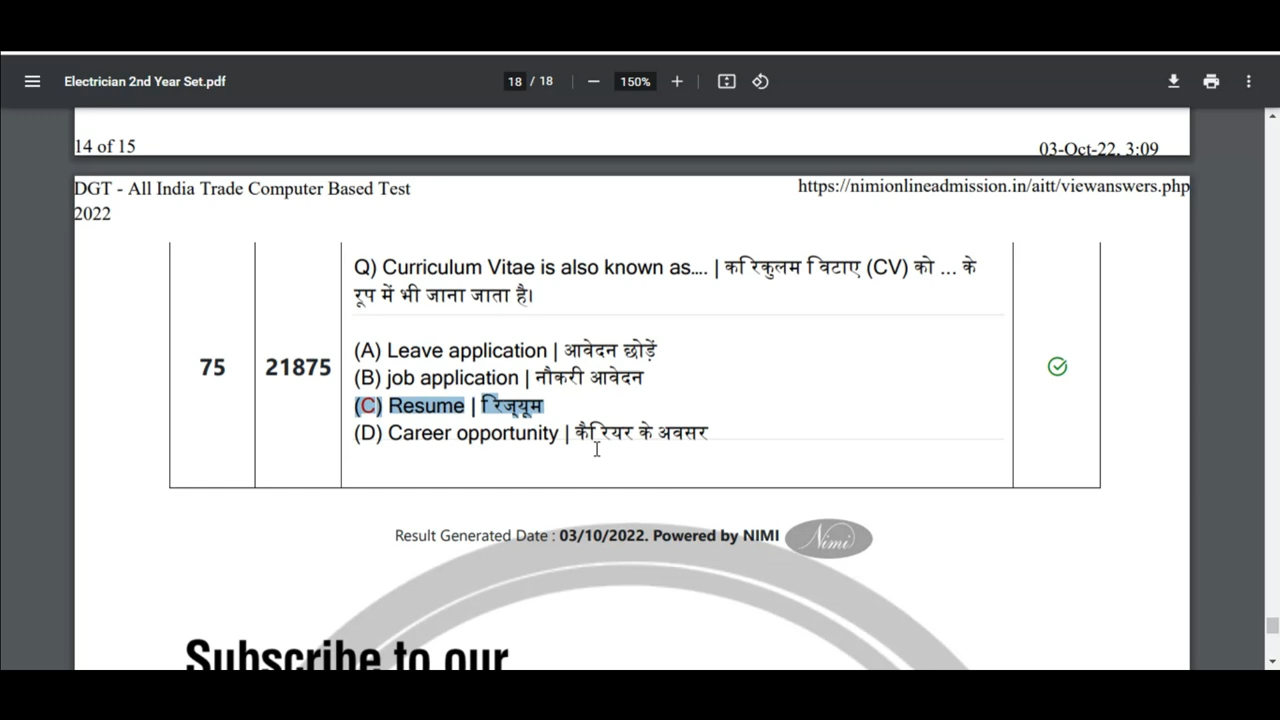 Electrician 2nd Year Set.pdf
18 / 18
150%
14 of 15
03-Oct-22, 3:09
DGT - All India Trade Computer Based Test
2022
https://nimionlineadmission.in/aitt/viewanswers.php
Q) Curriculum Vitae is also known as.... | करिकुलम विटाए (CV) को ... के
रूप में भी जाना जाता है।
75
21875
(A) Leave application | आवेदन छोड़ें
(B) job application | नौकरी आवेदन
(C) Resume | रिज्यूम
(D) Career opportunity | कैरियर के अवसर
Result Generated Date : 03/10/2022. Powered by NIMI
Nimi
Subscribe to our